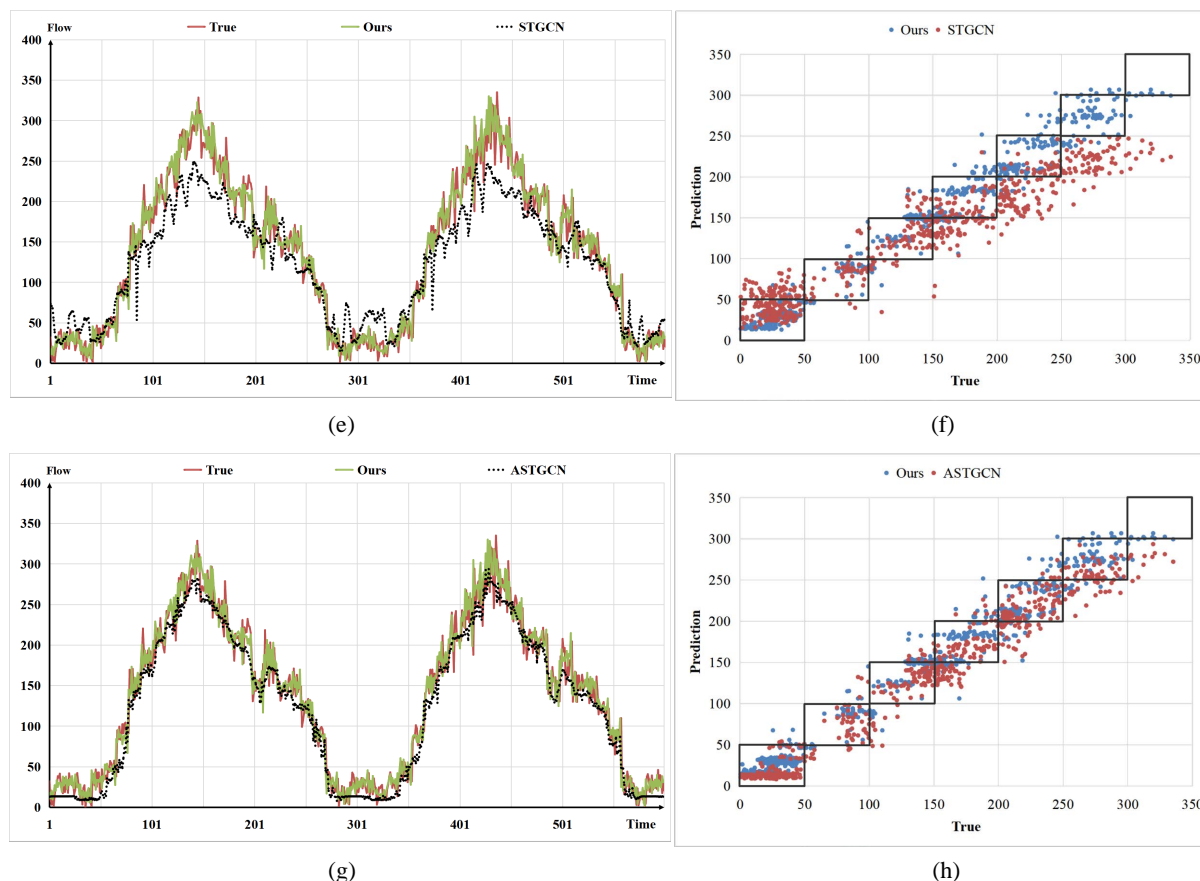 Flow True Ours STGCN
400
350
300
250
200
150
100
50
0
1 101 201 301 401 501 Time
(e)
Ours STGCN
350
300
250
200
150
100
50
0
Prediction
0 50 100 150 200 250 300 350
True
(f)
Flow True Ours ASTGCN
400
350
300
250
200
150
100
50
0
1 101 201 301 401 501 Time
(g)
Ours ASTGCN
350
300
250
200
150
100
50
0
Prediction
0 50 100 150 200 250 300 350
True
(h)